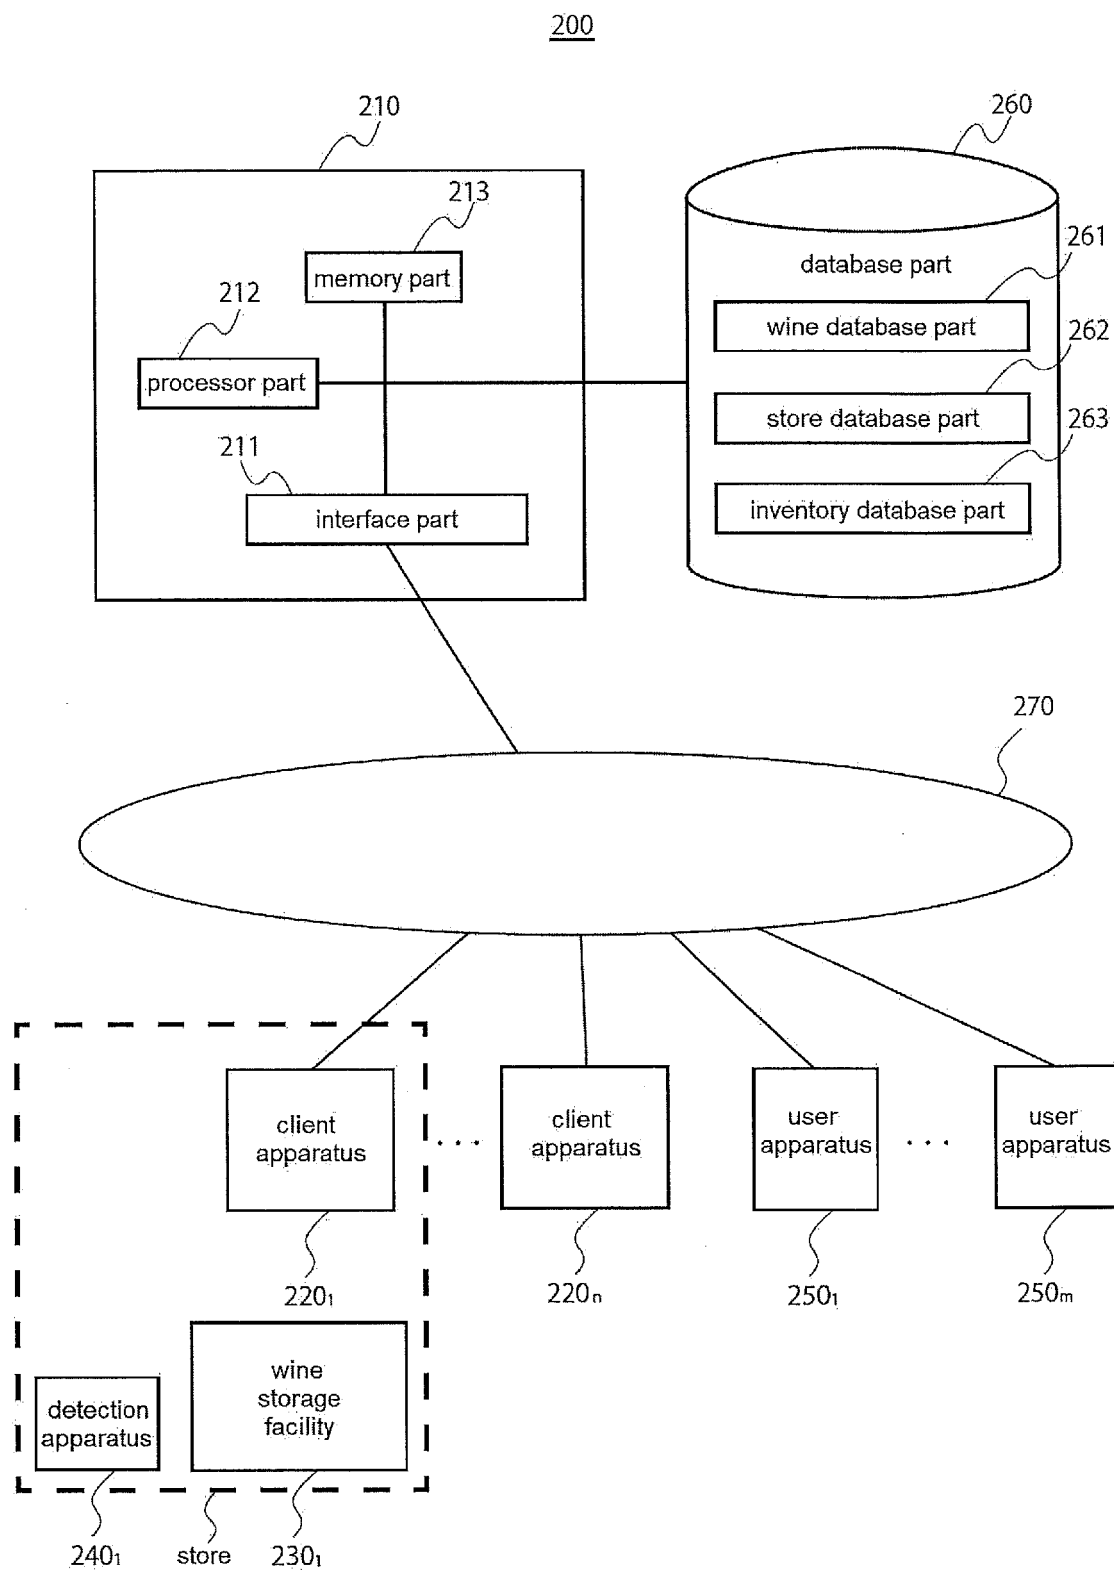 200
210
260
213
memory part
212
processor part
211
interface part
database part
261
wine database part
262
store database part
263
inventory database part
270
client
apparatus
. . .
client
apparatus
user
apparatus
. . .
user
apparatus
220₁
220ₙ
250₁
250ₘ
wine
storage
facility
detection
apparatus
240₁
store
230₁